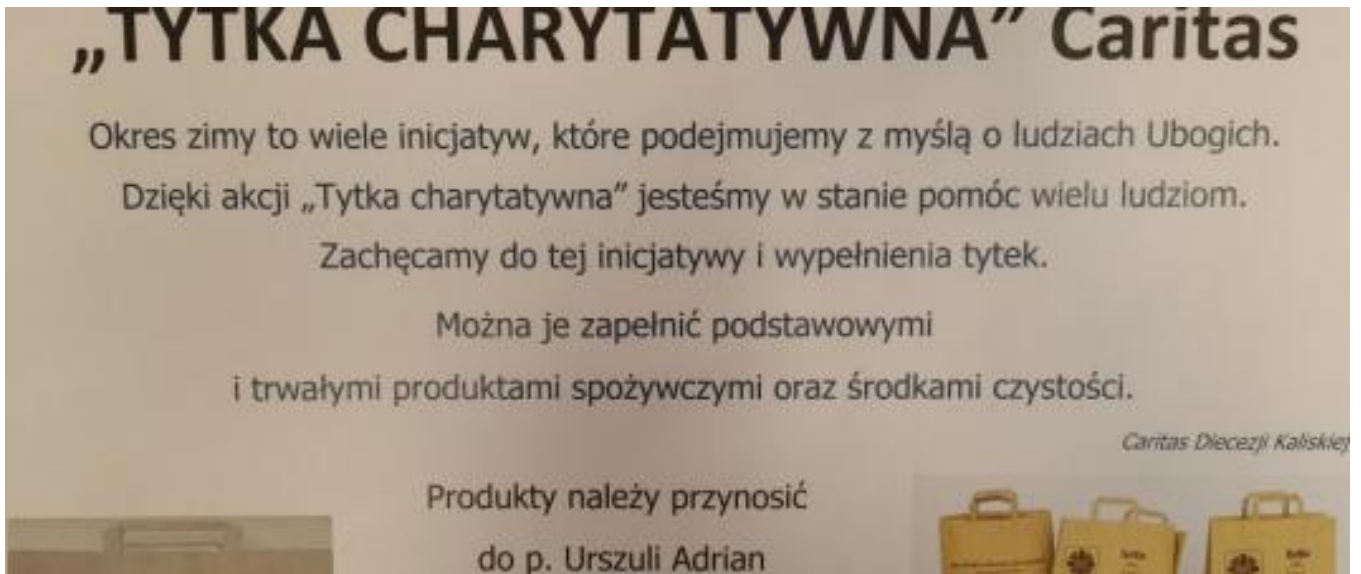 „TYTKA CHARYTATYWNA” Caritas
Okres zimy to wiele inicjatyw, które podejmujemy z myślą o ludziach Ubogich.
Dzięki akcji „Tytka charytatywna” jesteśmy w stanie pomóc wielu ludziom.
Zachęcamy do tej inicjatywy i wypełnienia tytek.
Można je zapełnić podstawowymi
i trwałymi produktami spożywczymi oraz środkami czystości.
Caritas Diecezji Kaliskiej
Produkty należy przynosić
do p. Urszuli Adrian